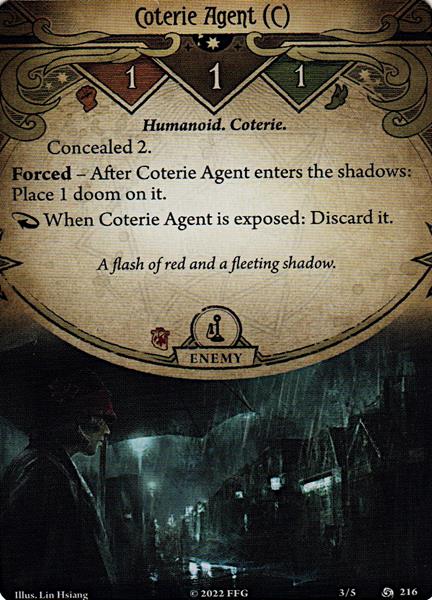 Coterie Agent (C)
1 1 1
Humanoid. Coterie.
Concealed 2.
Forced – After Coterie Agent enters the shadows:
Place 1 doom on it.
When Coterie Agent is exposed: Discard it.
A flash of red and a fleeting shadow.
ENEMY
Illus. Lin Hsiang © 2022 FFG 3/5 216